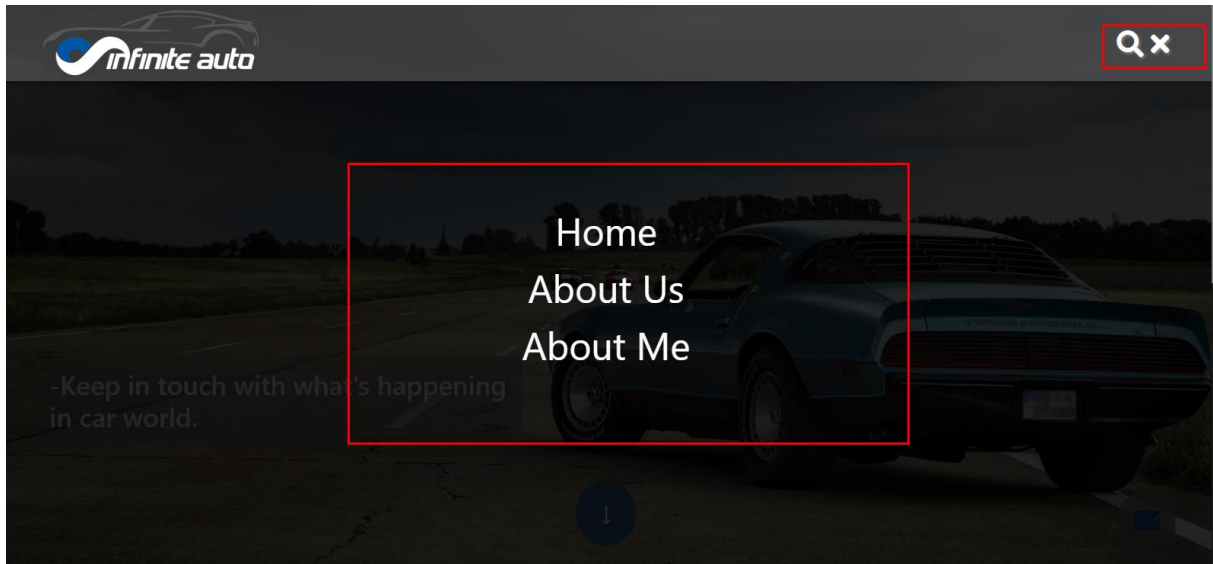 infinite auto
Home
About Us
About Me
-Keep in touch with what's happening
in car world.